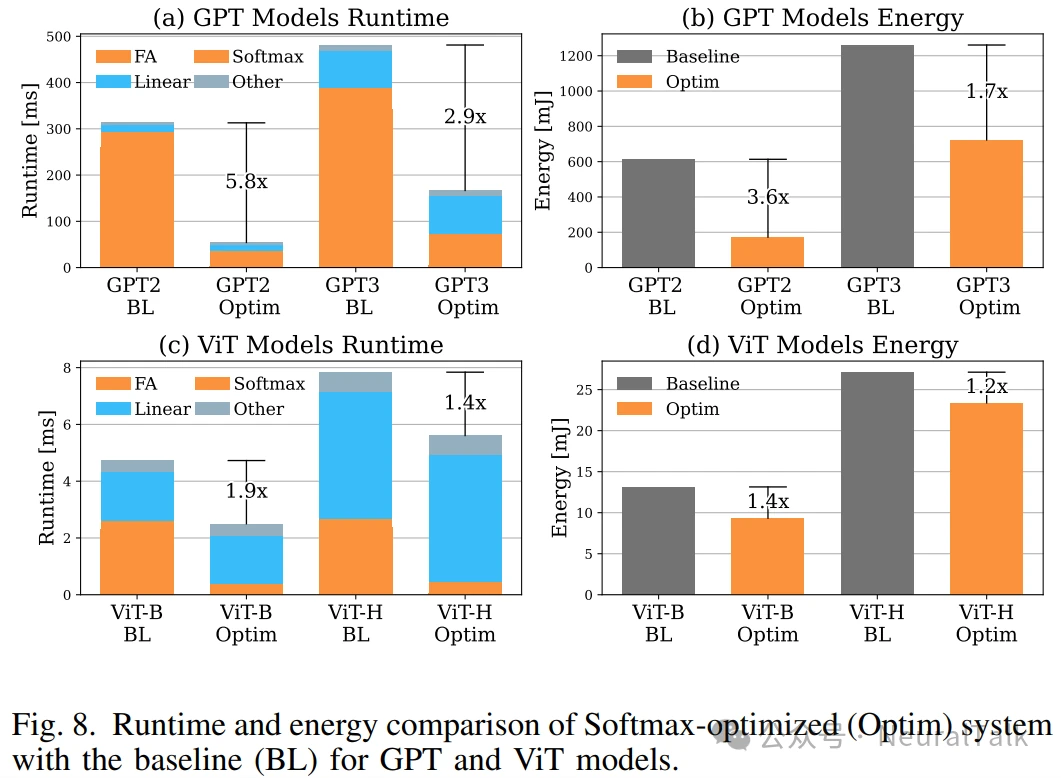 (a) GPT Models Runtime
Runtime [ms]
500
400
300
200
100
0
FA Softmax
Linear Other
5.8x
2.9x
GPT2 GPT2 GPT3 GPT3
BL Optim BL Optim
(b) GPT Models Energy
Energy [mJ]
1200
1000
800
600
400
200
0
Baseline
Optim
3.6x
1.7x
GPT2 GPT2 GPT3 GPT3
BL Optim BL Optim
(c) ViT Models Runtime
Runtime [ms]
8
6
4
2
0
FA Softmax
Linear Other
1.9x
1.4x
ViT-B ViT-B ViT-H ViT-H
BL Optim BL Optim
(d) ViT Models Energy
Energy [mJ]
25
20
15
10
5
0
Baseline
Optim
1.4x
1.2x
ViT-B ViT-B ViT-H ViT-H
BL Optim BL Optim
Fig. 8. Runtime and energy comparison of Softmax-optimized (Optim) system
with the baseline (BL) for GPT and ViT models.
公众号 · NeuralTalk